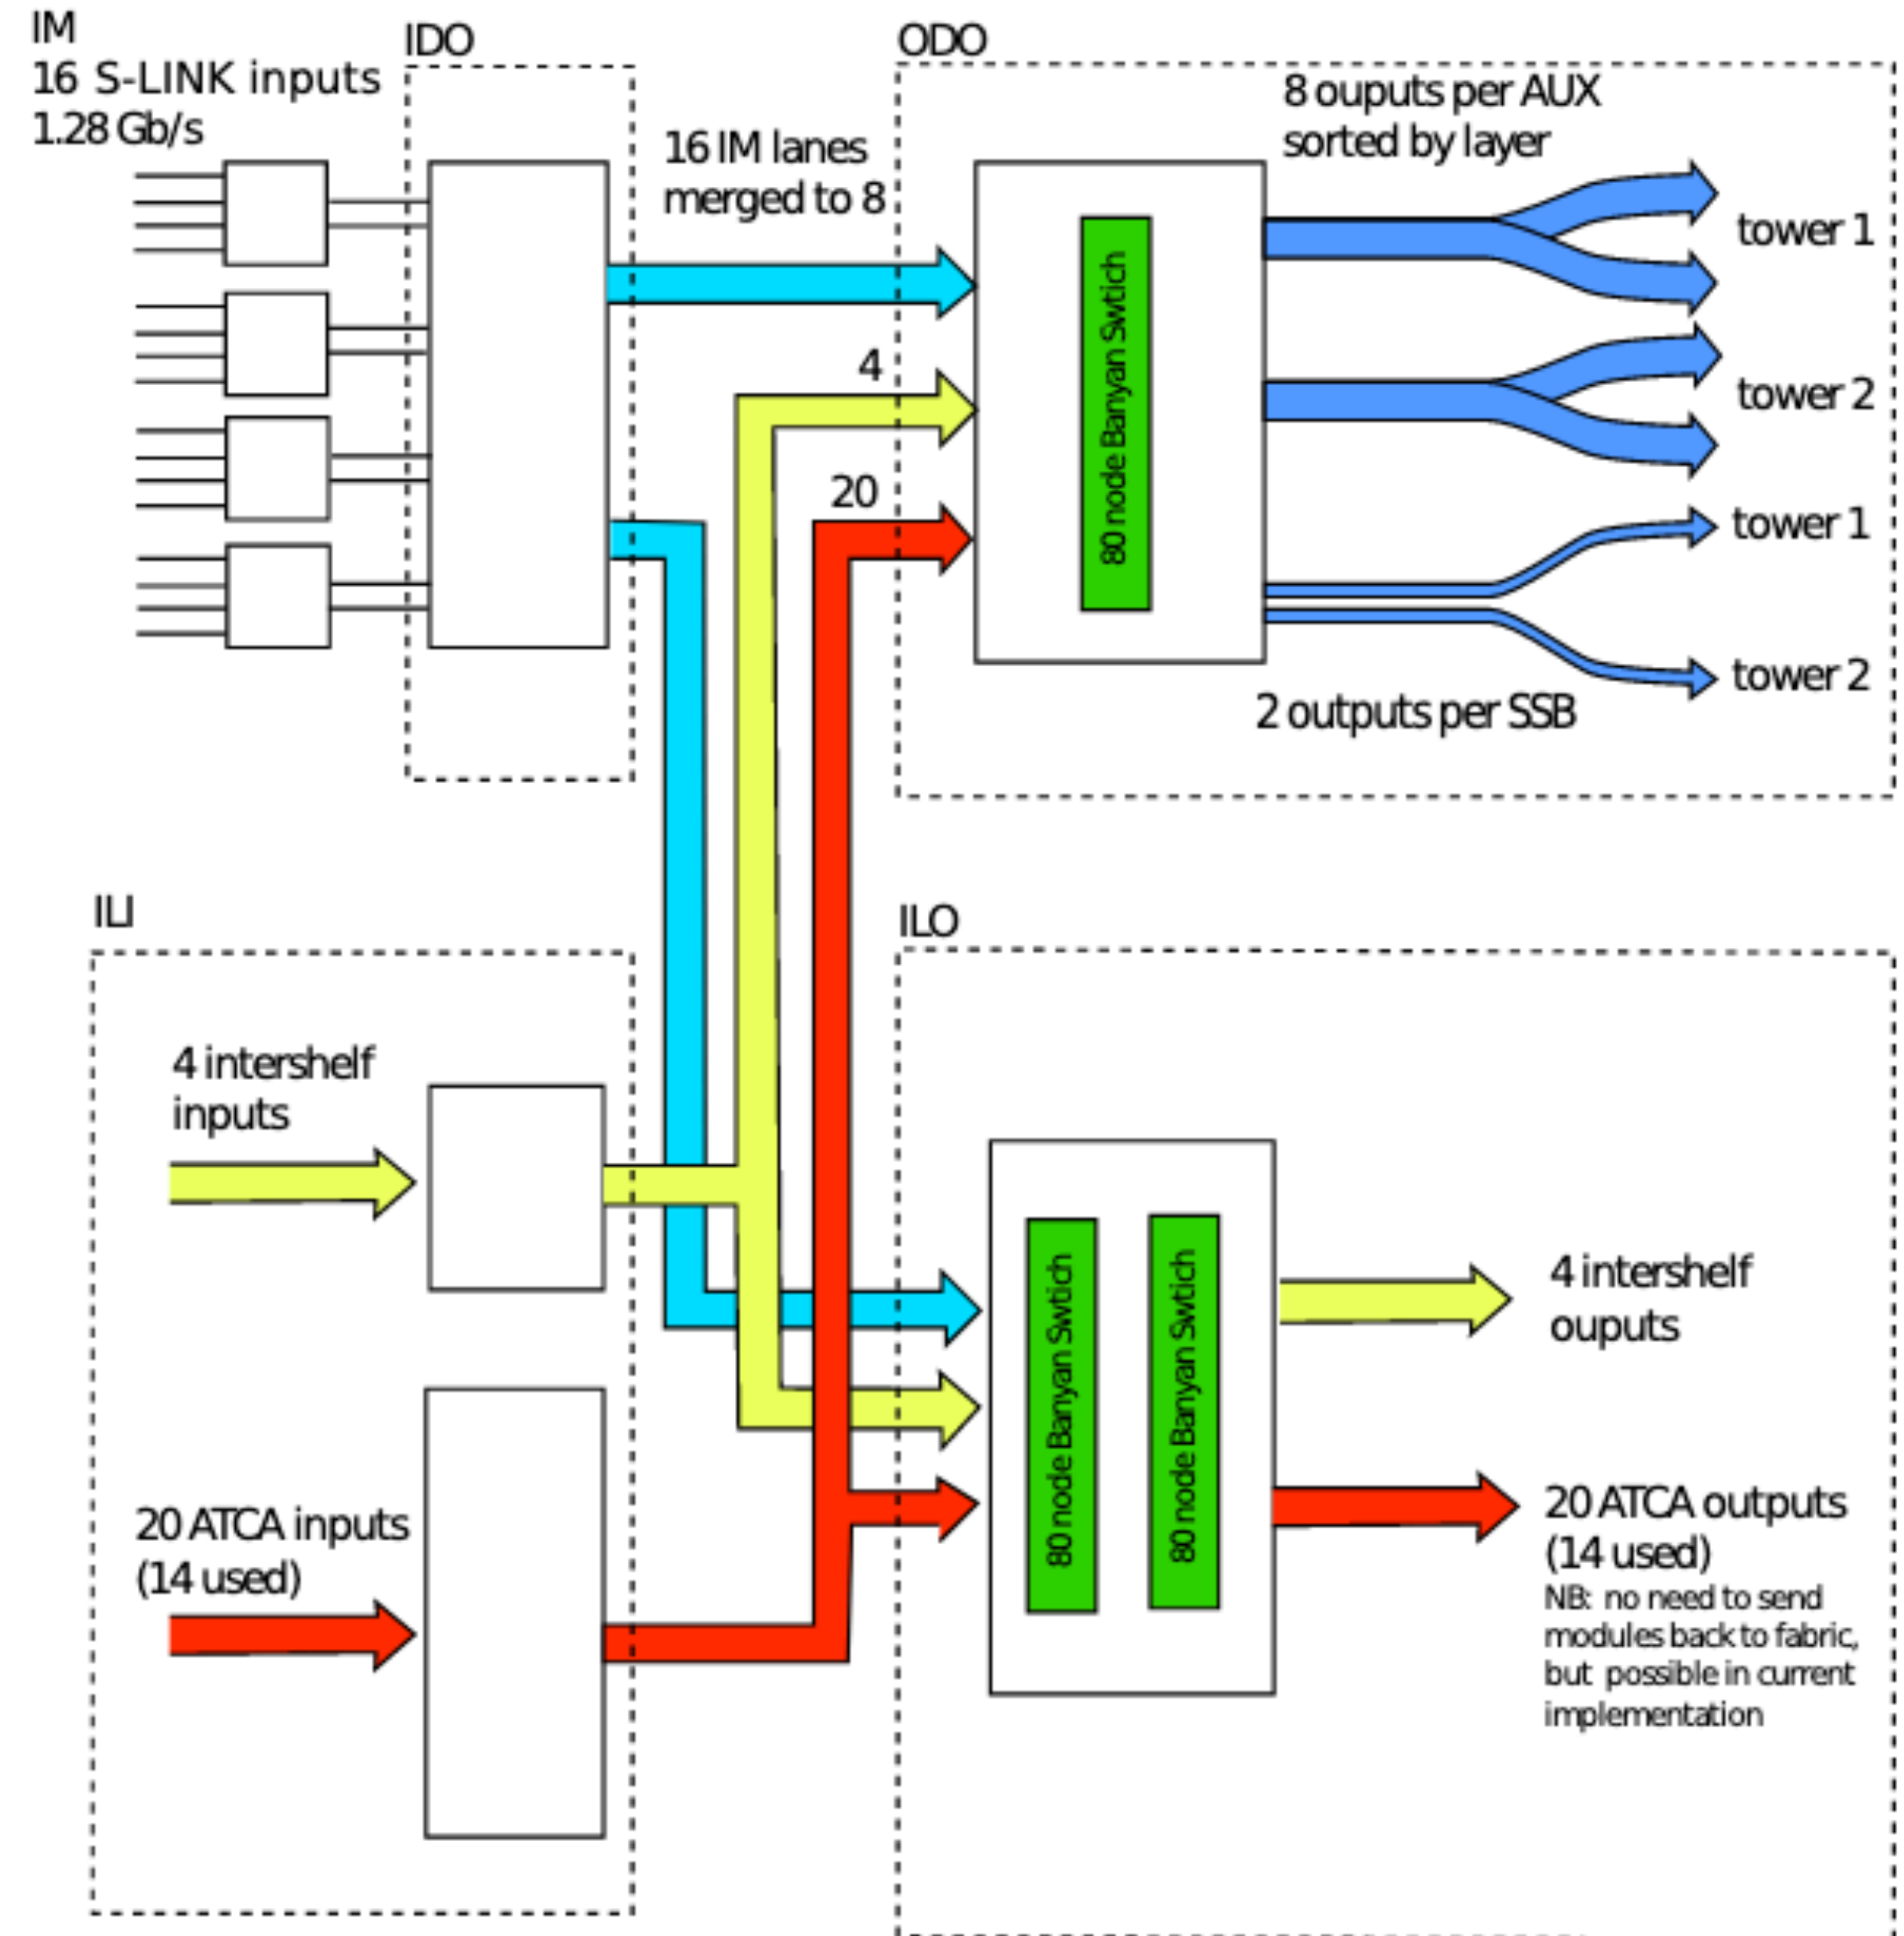 IM
16 S-LINK inputs
1.28 Gb/s
IDO
16 IM lanes
merged to 8
4
20
ODO
8 ouputs per AUX
sorted by layer
80 node Banyan Swtich
tower 1
tower 2
tower 1
tower 2
2 outputs per SSB
ILI
4 intershelf
inputs
20 ATCA inputs
(14 used)
ILO
80 node Banyan Swtich
80 node Banyan Swtich
4 intershelf
ouputs
20 ATCA outputs
(14 used)
NB: no need to send
modules back to fabric,
but possible in current
implementation